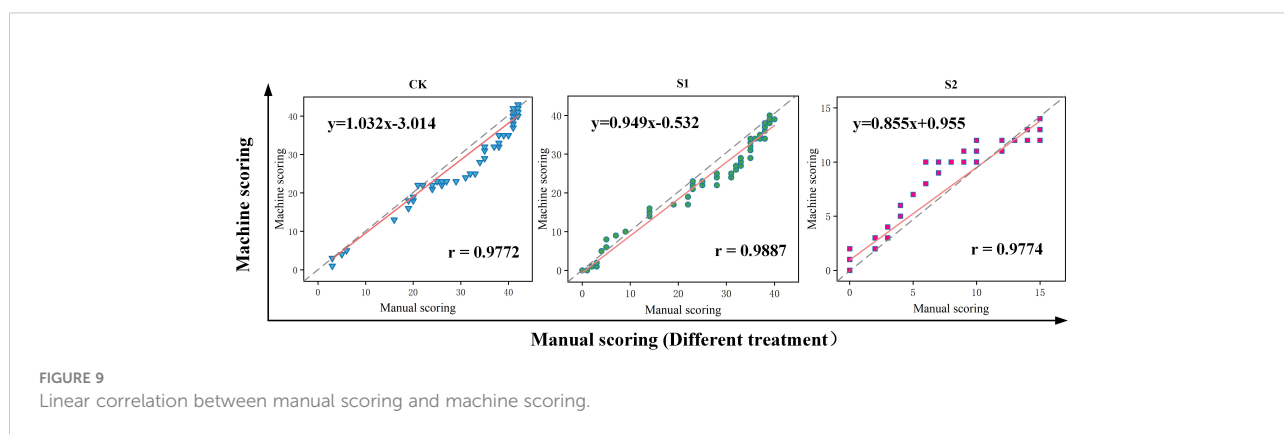 CK
S1
S2
Machine scoring
Machine scoring
40
30
20
10
0
y=1.032x-3.014
r = 0.9772
0
10
20
30
40
Manual scoring
Machine scoring
40
30
20
10
0
y=0.949x-0.532
r = 0.9887
0
10
20
30
40
Manual scoring
Machine scoring
15
10
5
0
y=0.855x+0.955
r = 0.9774
0
5
10
15
Manual scoring
Manual scoring (Different treatment）
FIGURE 9
Linear correlation between manual scoring and machine scoring.